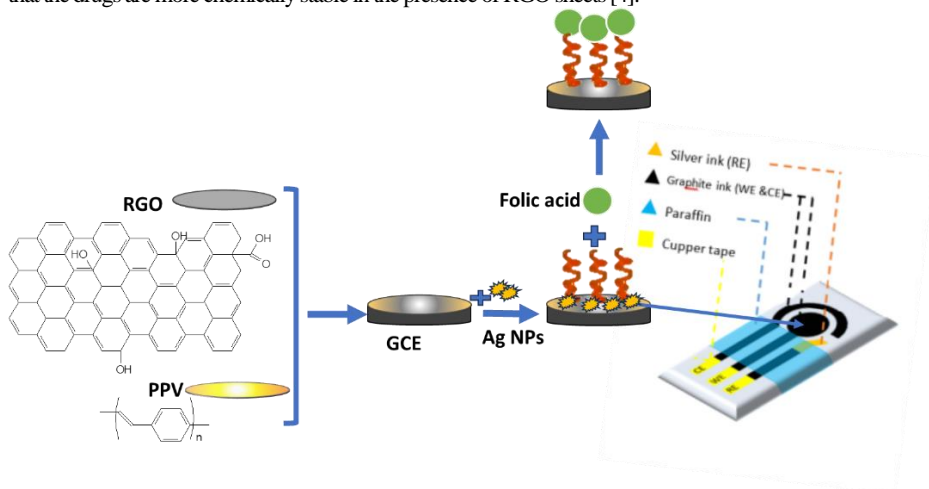 that the drugs are more chemically stable in the presence of RGO sheets [4].
Silver ink (RE)
Graphite ink (WE &CE)
Paraffin
Cupper tape
Folic acid
RGO
OH
OH
HO
O
OH
GCE
Ag NPs
PPV
n
CE
WE
RE